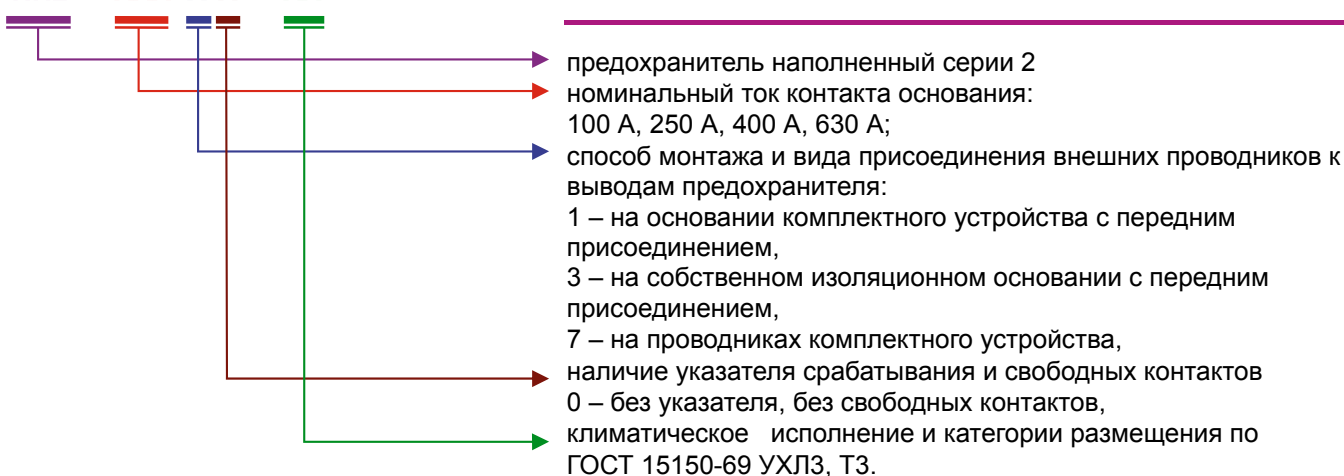 предохранитель наполненный серии 2
номинальный ток контакта основания:
100 А, 250 А, 400 А, 630 А;
способ монтажа и вида присоединения внешних проводников к
выводам предохранителя:
1 – на основании комплектного устройства с передним
присоединением,
3 – на собственном изоляционном основании с передним
присоединением,
7 – на проводниках комплектного устройства,
наличие указателя срабатывания и свободных контактов
0 – без указателя, без свободных контактов,
климатическое исполнение и категории размещения по
ГОСТ 15150-69 УХЛ3, Т3.